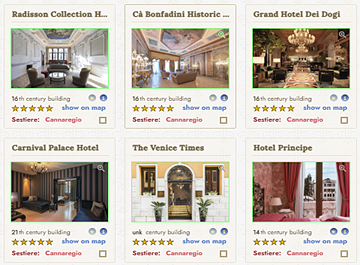 Radisson Collection H...
Cà Bonfadini Historic ...
Grand Hotel Dei Dogi
16th century building
16th century building
16th century building
show on map
show on map
show on map
Sestiere: Cannaregio
Sestiere: Cannaregio
Sestiere: Cannaregio
Carnival Palace Hotel
The Venice Times
Hotel Principe
21th century building
unk century building
14th century building
show on map
show on map
show on map
Sestiere: Cannaregio
Sestiere: Cannaregio
Sestiere: Cannaregio